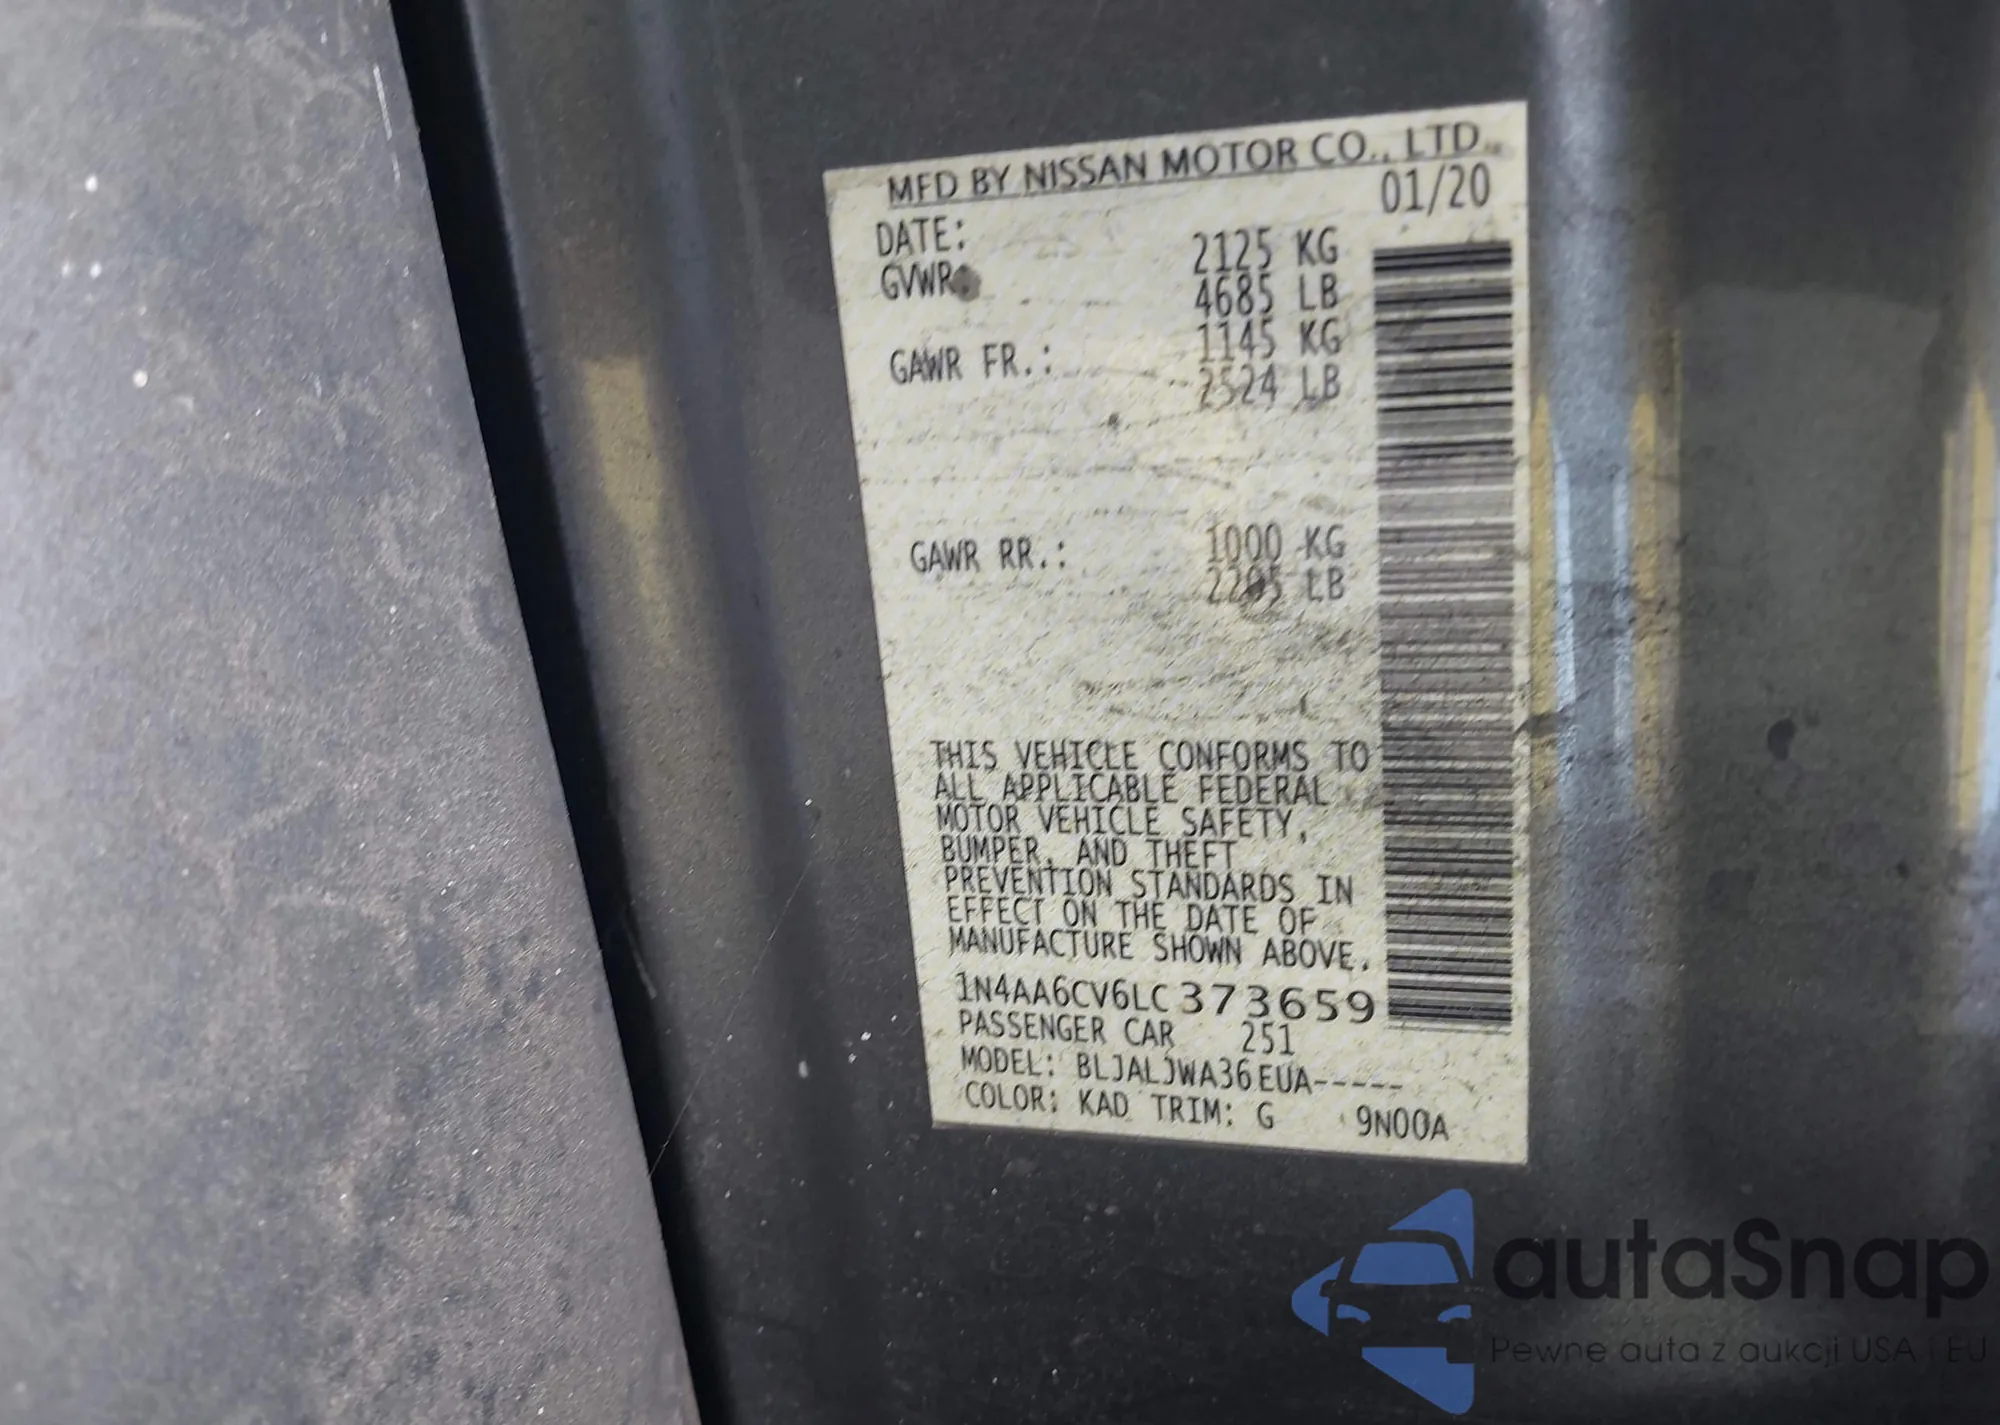 MFD BY NISSAN MOTOR CO., LTD.
DATE: 01/20
GVWR: 2125 KG
4685 LB
GAWR FR.: 1145 KG
2524 LB
GAWR RR.: 1000 KG
2205 LB
THIS VEHICLE CONFORMS TO
ALL APPLICABLE FEDERAL
MOTOR VEHICLE SAFETY,
BUMPER, AND THEFT
PREVENTION STANDARDS IN
EFFECT ON THE DATE OF
MANUFACTURE SHOWN ABOVE.
1N4AA6CV6LC373659
PASSENGER CAR 251
MODEL: BLJALJWA36EUA-----
COLOR: KAD TRIM: G 9N00A
autaSnap
Pewne auta z aukcji USA i EU